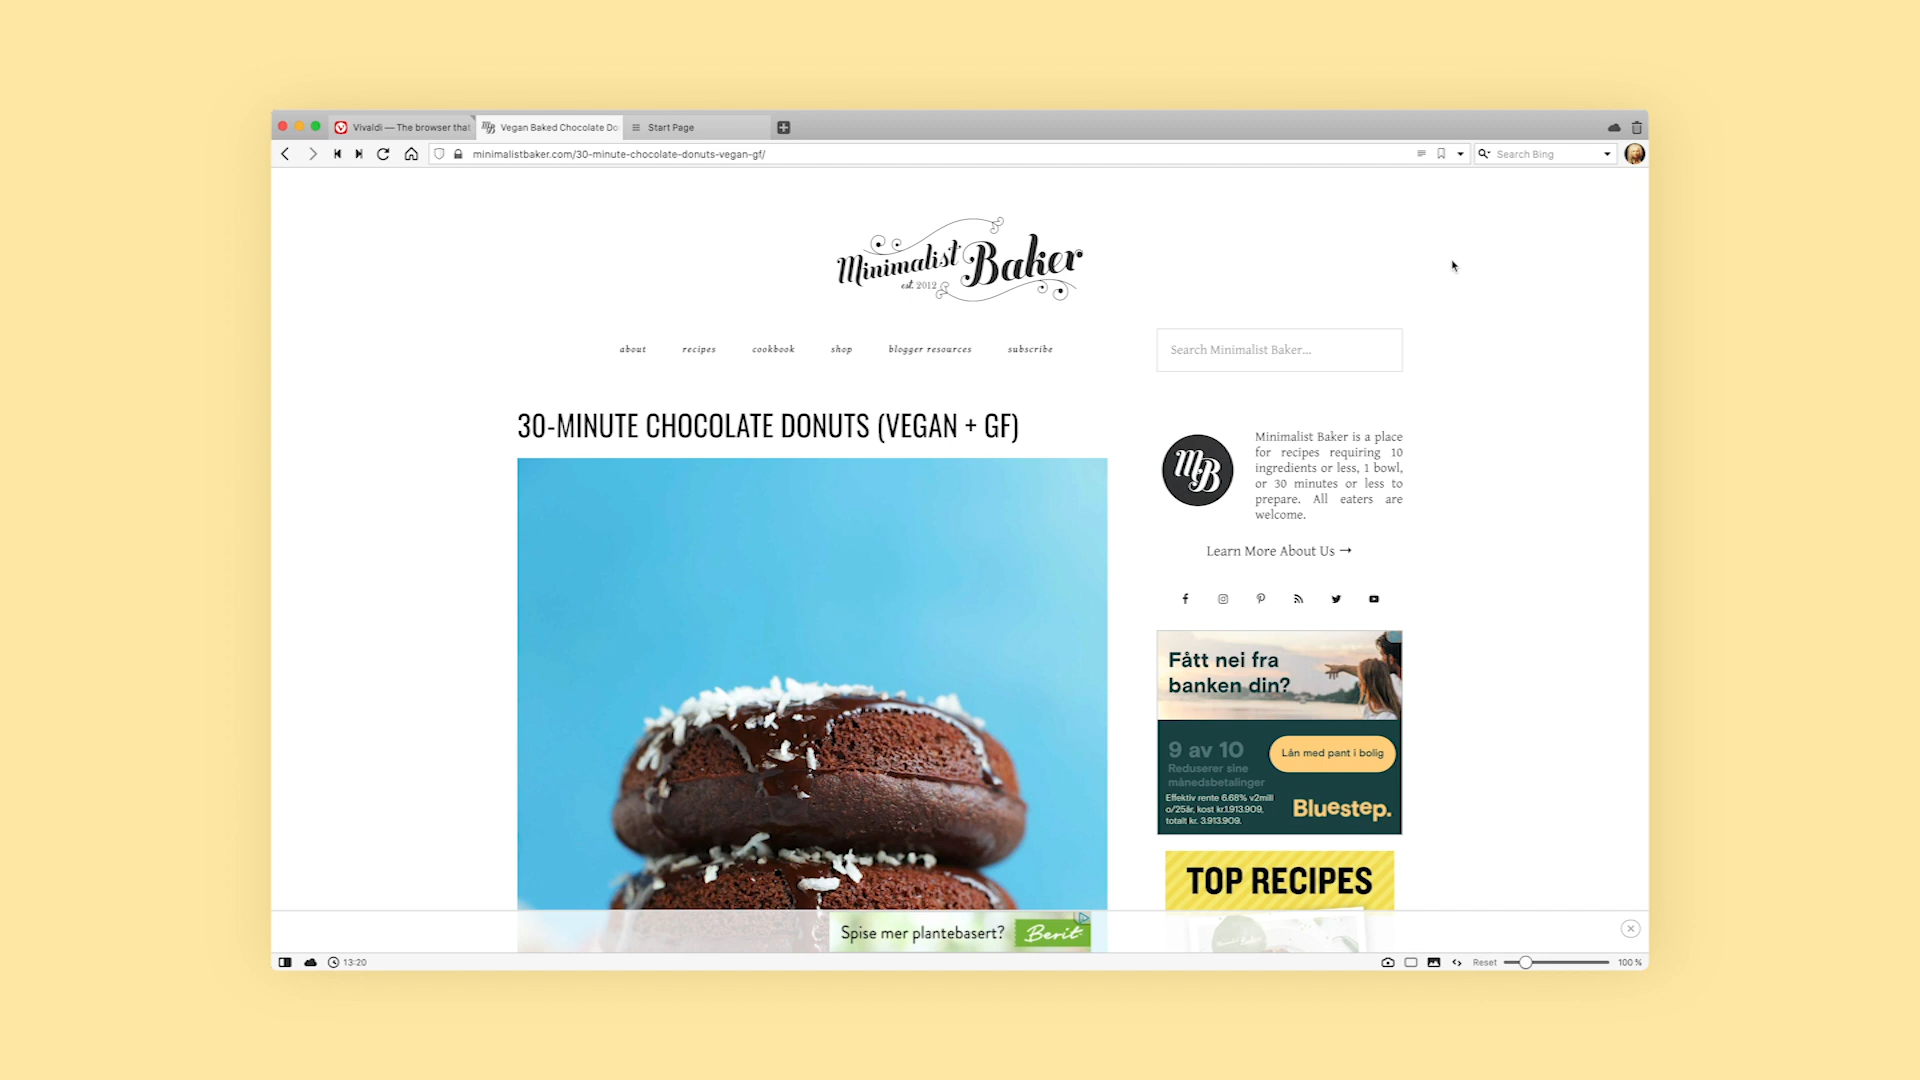 Vivaldi — The browser that
Vegan Baked Chocolate Do
Start Page
minimalistbaker.com/30-minute-chocolate-donuts-vegan-gf/
Search Bing
Minimalist Baker
est. 2012
about recipes cookbook shop blogger resources subscribe
Search Minimalist Baker...
30-MINUTE CHOCOLATE DONUTS (VEGAN + GF)
MB
Minimalist Baker is a place
for recipes requiring 10
ingredients or less, 1 bowl,
or 30 minutes or less to
prepare. All eaters are
welcome.
Learn More About Us →
Fått nei fra
banken din?
9 av 10
Reduserer sine
månedsbetalinger
Lån med pant i bolig
Effektiv rente 6.68% v2mill
o/25år, kost kr.1.913.909,
totalt kr. 3.913.909.
Bluestep.
TOP RECIPES
Spise mer plantebasert?
Berit
13:20
Reset
100 %